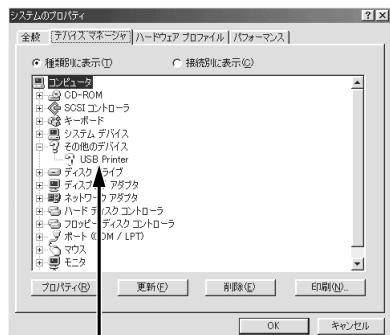 システムのプロパティ
全般 デバイス マネージャ ハードウェア プロファイル パフォーマンス
種類別に表示(T) 接続別に表示(C)
コンピュータ
CD-ROM
SCSI コントローラ
キーボード
システム デバイス
その他のデバイス
USB Printer
ディスク ドライブ
ディスプレイ アダプタ
ネットワーク アダプタ
ハード ディスク コントローラ
フロッピー ディスク コントローラ
ポート (COM / LPT)
マウス
モニタ
プロパティ(R) 更新(F) 削除(E) 印刷(N)...
OK キャンセル